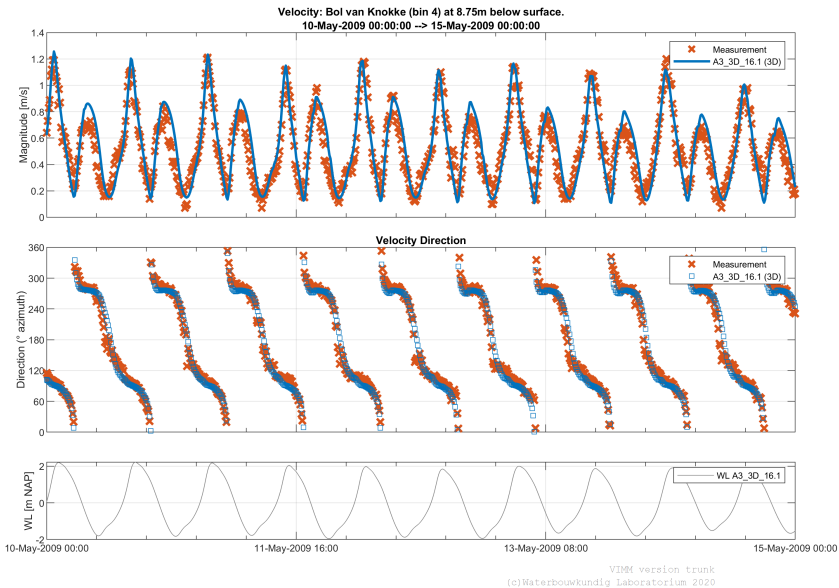 Velocity: Bol van Knokke (bin 4) at 8.75m below surface.
10-May-2009 00:00:00 --> 15-May-2009 00:00:00
1.4
1.2
1
0.8
0.6
0.4
0.2
0
Magnitude [m/s]
Measurement
A3_3D_16.1 (3D)
Velocity Direction
360
300
240
180
120
60
0
Direction (° azimuth)
Measurement
A3_3D_16.1 (3D)
2
0
-2
WL [m NAP]
WL A3_3D_16.1
10-May-2009 00:00
11-May-2009 16:00
13-May-2009 08:00
15-May-2009 00:00
VIMM version trunk
(c)Waterbouwkundig Laboratorium 2020